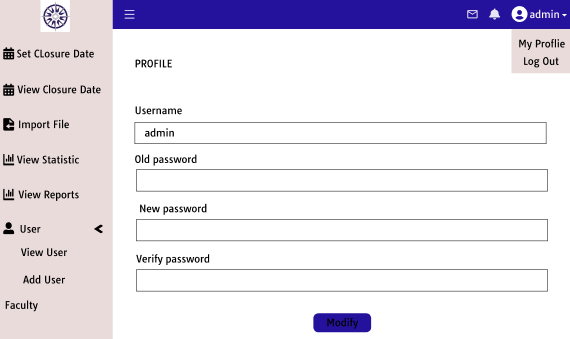 admin
My Proflie
Log Out
Set CLosure Date
View Closure Date
Import File
View Statistic
View Reports
User
View User
Add User
Faculty
PROFILE
Username
admin
Old password
New password
Verify password
Modify